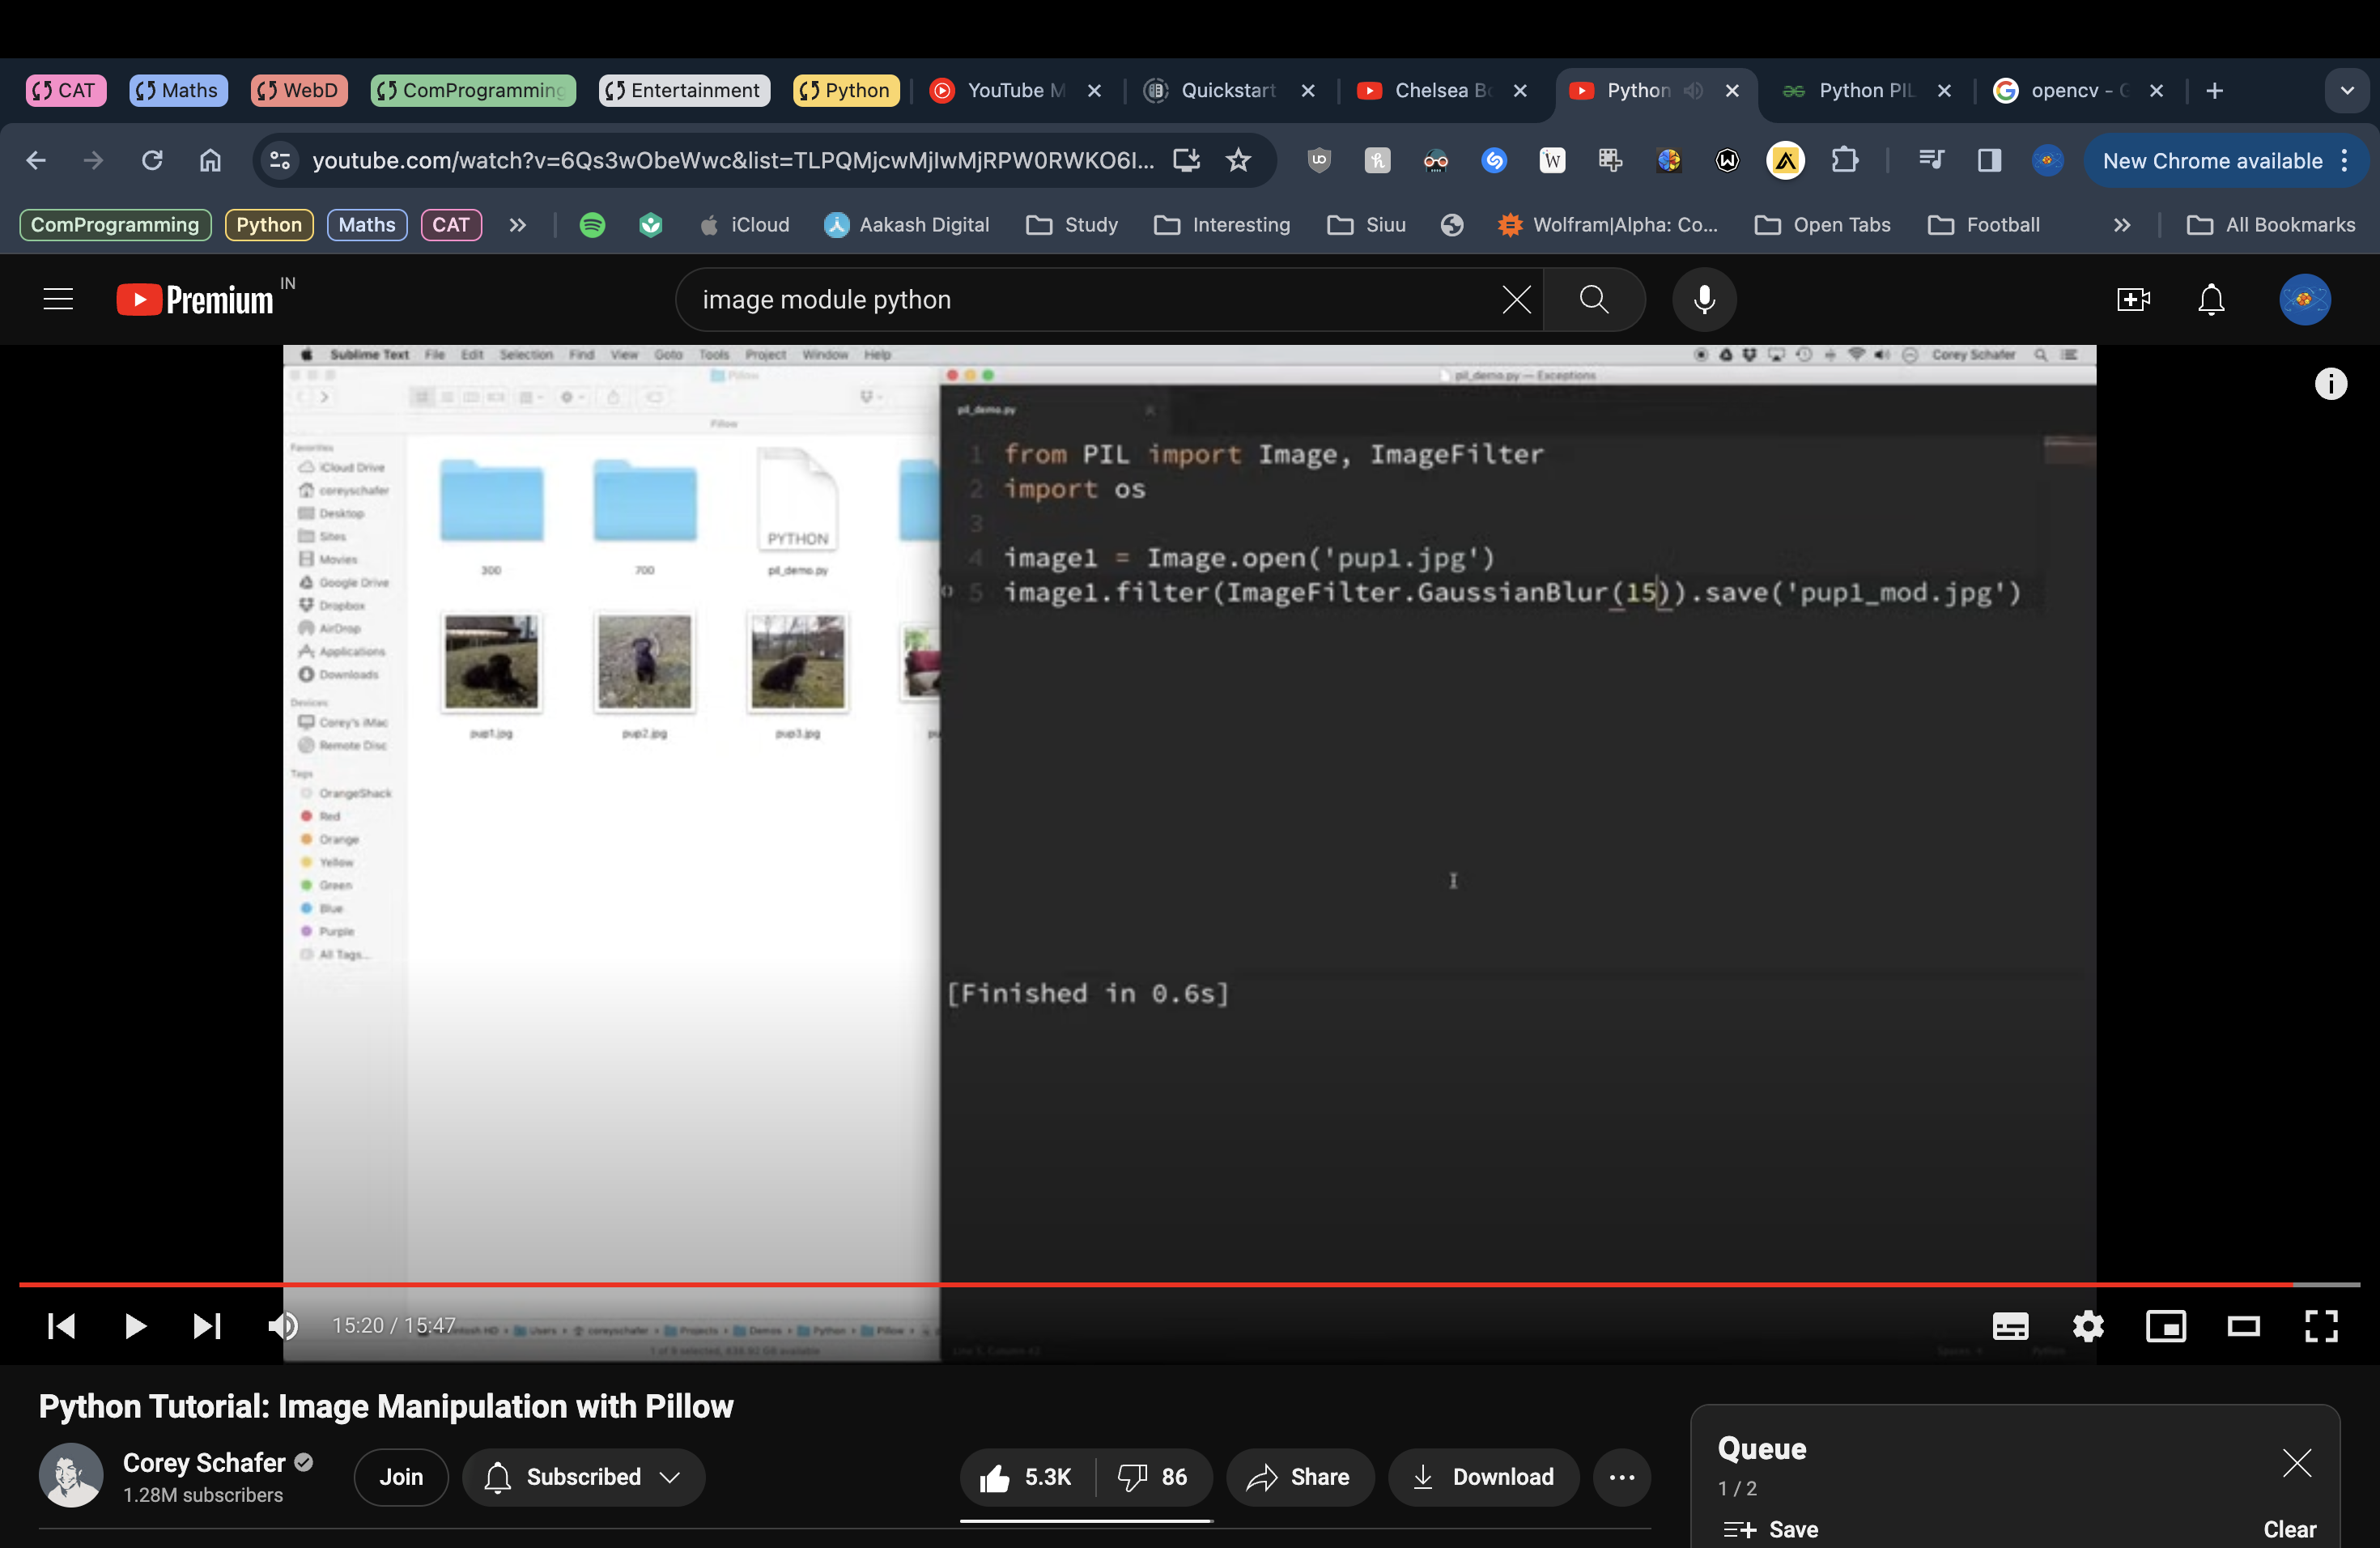 CAT
Maths
WebD
ComProgramming
Entertainment
Python
YouTube M
Quickstart
Chelsea Bo
Python
Python PIL
opencv - G
youtube.com/watch?v=6Qs3wObeWwc&list=TLPQMjcwMjIwMjRPW0RWKO6I...
New Chrome available
ComProgramming
Python
Maths
CAT
iCloud
Aakash Digital
Study
Interesting
Siuu
Wolfram|Alpha: Co...
Open Tabs
Football
All Bookmarks
Premium
IN
image module python
Sublime Text File Edit Selection Find View Goto Tools Project Window Help
Corey Schafer
Pillow
Pillow
Favorites
iCloud Drive
coreyschafer
Desktop
Sites
Movies
Google Drive
Dropbox
AirDrop
Applications
Downloads
Devices
Corey's iMac
Remote Disc
Tags
OrangeShack
Red
Orange
Yellow
Green
Blue
Purple
All Tags...
300
700
PYTHON
pil_demo.py
pup1.jpg
pup2.jpg
pup3.jpg
pil_demo.py — Exceptions
pil_demo.py
1 from PIL import Image, ImageFilter
2 import os
3
4 image1 = Image.open('pup1.jpg')
5 image1.filter(ImageFilter.GaussianBlur(15)).save('pup1_mod.jpg')
[Finished in 0.6s]
15:20 / 15:47
Users
coreyschafer
Projects
Demos
Python
Pillow
Python Tutorial: Image Manipulation with Pillow
Corey Schafer
1.28M subscribers
Join
Subscribed
5.3K
86
Share
Download
Queue
1 / 2
Save
Clear